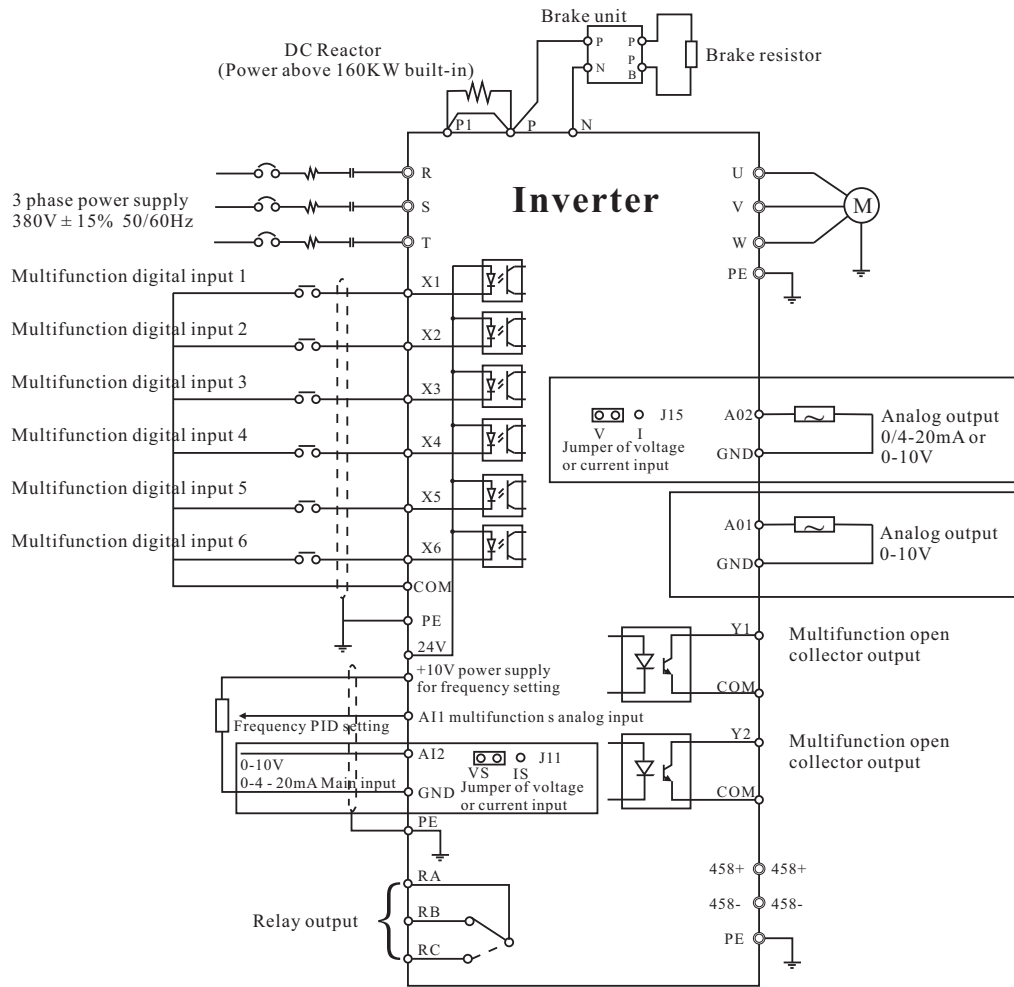 Brake unit
DC Reactor
(Power above 160KW built-in)
P
P
N
P
B
Brake resistor
P1
P
N
Inverter
3 phase power supply
380V ± 15% 50/60Hz
R
S
T
U
V
W
M
PE
Multifunction digital input 1
X1
Multifunction digital input 2
X2
Multifunction digital input 3
X3
Multifunction digital input 4
X4
Multifunction digital input 5
X5
Multifunction digital input 6
X6
COM
PE
24V
J15
V I
Jumper of voltage
or current input
A02
GND
Analog output
0/4-20mA or
0-10V
A01
GND
Analog output
0-10V
Y1
COM
Multifunction open
collector output
+10V power supply
for frequency setting
AI1 multifunction s analog input
Frequency PID setting
AI2
0-10V
0-4 - 20mA Main input
GND
J11
VS IS
Jumper of voltage
or current input
PE
Y2
COM
Multifunction open
collector output
Relay output
RA
RB
RC
458+ 458+
458- 458-
PE